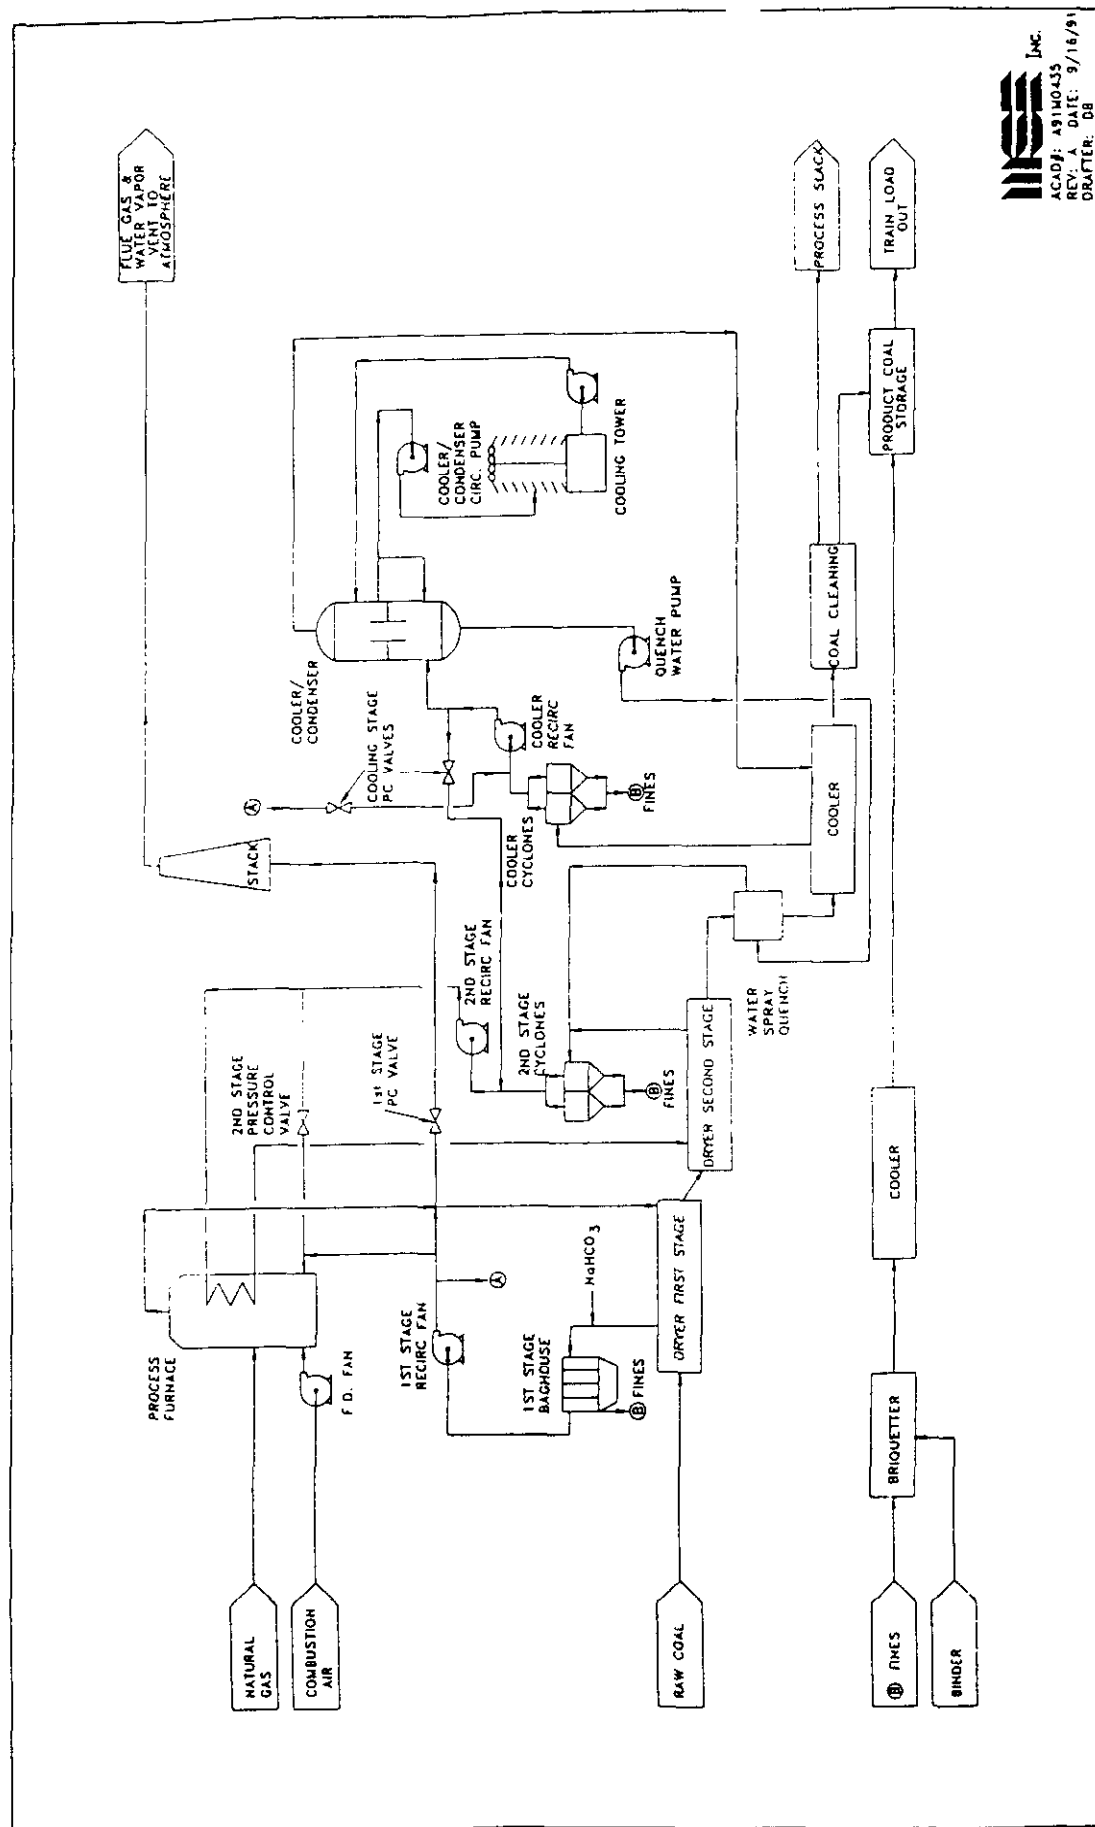 FLUE GAS &
WATER VAPOR
VENT TO
ATMOSPHERE
STACK
2ND STAGE
PRESSURE
CONTROL
VALVE
PROCESS
FURNACE
NATURAL
GAS
COMBUSTION
AIR
F.D. FAN
1st STAGE
PC VALVE
1ST STAGE
RECIRC FAN
A
2ND STAGE
RECIRC FAN
A
COOLING STAGE
PC VALVES
COOLER/
CONDENSER
COOLER/
CONDENSER
CIRC. PUMP
COOLING TOWER
COOLER
RECIRC
FAN
QUENCH
WATER PUMP
COOLER
CYCLONES
B
FINES
2ND STAGE
CYCLONES
B
FINES
1ST STAGE
BAGHOUSE
B FINES
NaHCO3
RAW COAL
DRYER FIRST STAGE
DRYER SECOND STAGE
WATER
SPRAY
QUENCH
COOLER
COAL CLEANING
PROCESS SLACK
B FINES
BINDER
BRIQUETTER
COOLER
PRODUCT COAL
STORAGE
TRAIN LOAD
OUT
INC.
ACAD#: A91M0435
REV: A DATE: 9/16/91
DRAFTER: DB